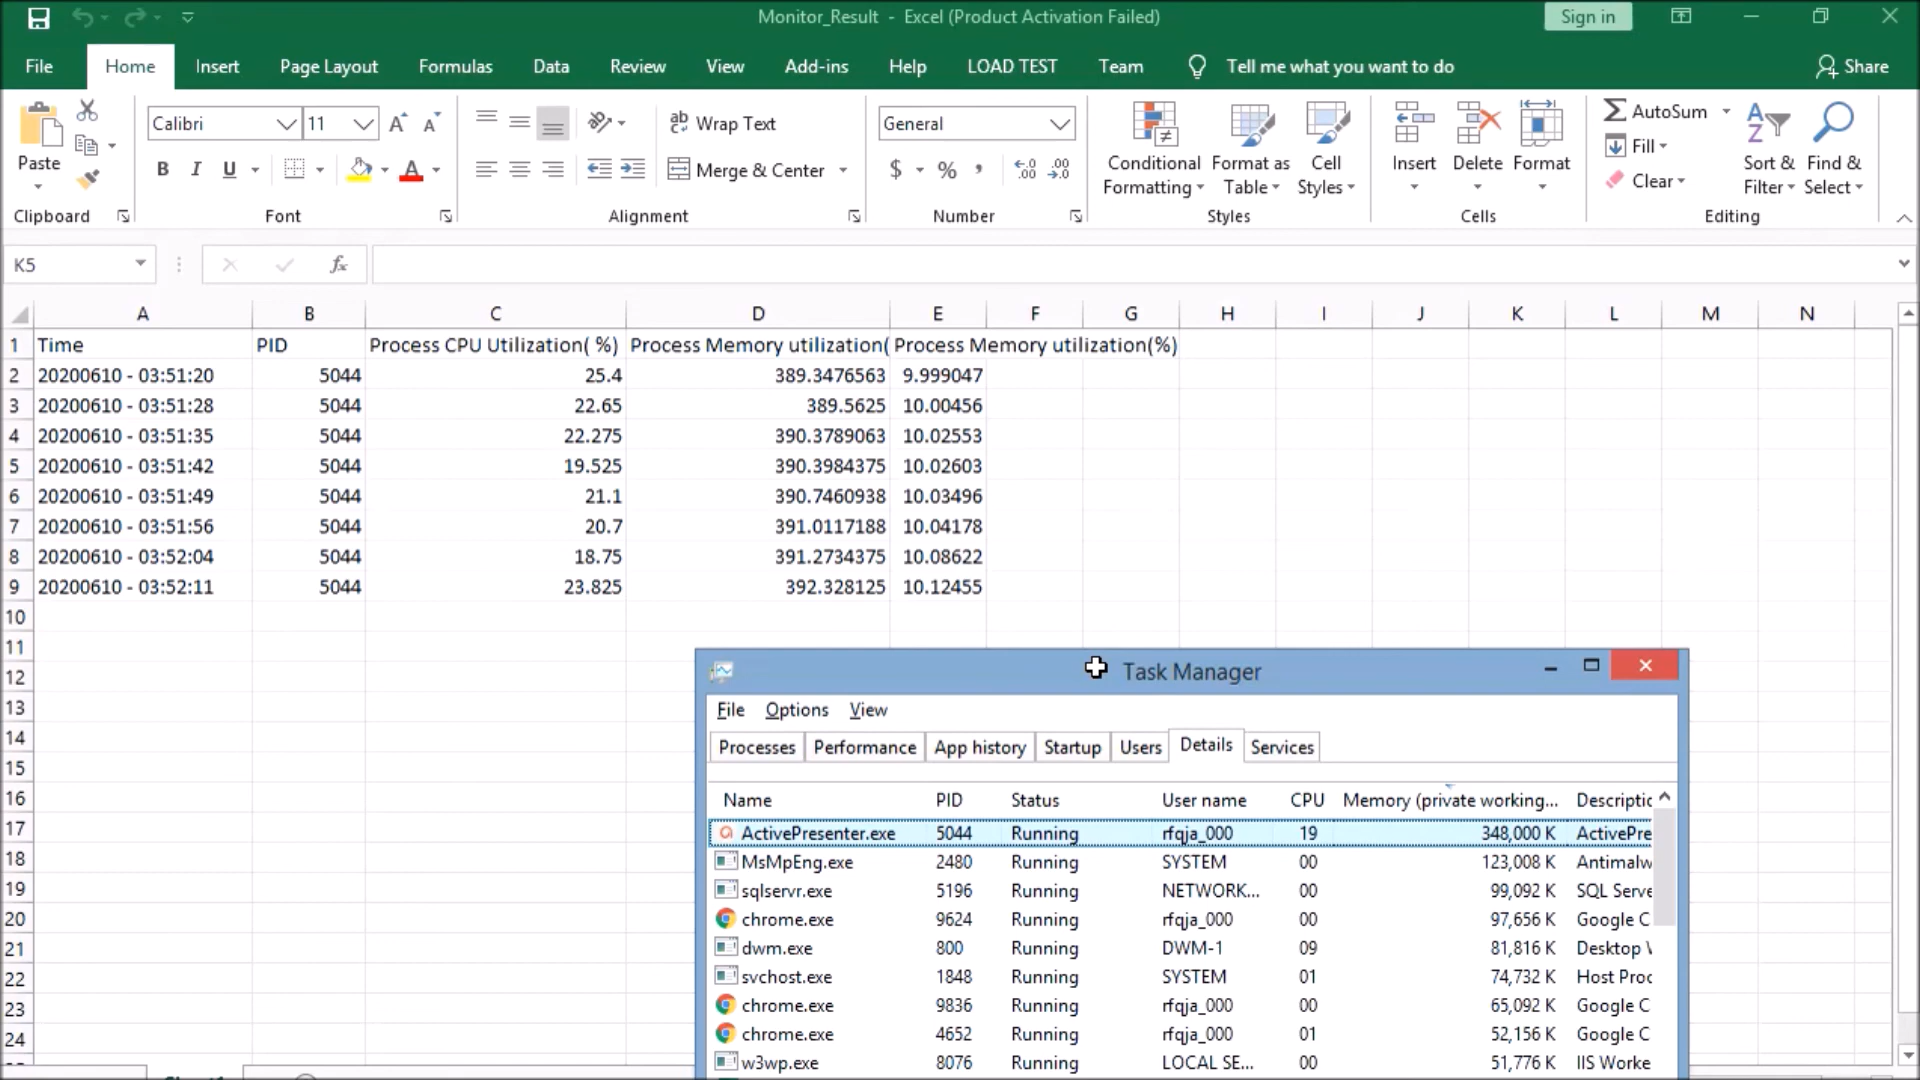 Monitor_Result - Excel (Product Activation Failed)
Sign in
File Home Insert Page Layout Formulas Data Review View Add-ins Help LOAD TEST Team Tell me what you want to do Share
Paste
Clipboard
Calibri 11
B I U
Font
Wrap Text
Merge & Center
Alignment
General
$ % ,
Number
Conditional Formatting
Format as Table
Cell Styles
Styles
Insert Delete Format
Cells
AutoSum
Fill
Clear
Sort & Filter
Find & Select
Editing
K5 fx
A B C D E F G H I J K L M N
1 Time PID Process CPU Utilization( %) Process Memory utilization( Process Memory utilization(%)
2 20200610 - 03:51:20 5044 25.4 389.3476563 9.999047
3 20200610 - 03:51:28 5044 22.65 389.5625 10.00456
4 20200610 - 03:51:35 5044 22.275 390.3789063 10.02553
5 20200610 - 03:51:42 5044 19.525 390.3984375 10.02603
6 20200610 - 03:51:49 5044 21.1 390.7460938 10.03496
7 20200610 - 03:51:56 5044 20.7 391.0117188 10.04178
8 20200610 - 03:52:04 5044 18.75 391.2734375 10.08622
9 20200610 - 03:52:11 5044 23.825 392.328125 10.12455
10
11
12
13
14
15
16
17
18
19
20
21
22
23
24
Task Manager
File Options View
Processes Performance App history Startup Users Details Services
Name PID Status User name CPU Memory (private working... Descriptio
ActivePresenter.exe 5044 Running rfqja_000 19 348,000 K ActivePre
MsMpEng.exe 2480 Running SYSTEM 00 123,008 K Antimalw
sqlservr.exe 5196 Running NETWORK... 00 99,092 K SQL Serve
chrome.exe 9624 Running rfqja_000 00 97,656 K Google C
dwm.exe 800 Running DWM-1 09 81,816 K Desktop
svchost.exe 1848 Running SYSTEM 01 74,732 K Host Proc
chrome.exe 9836 Running rfqja_000 00 65,092 K Google C
chrome.exe 4652 Running rfqja_000 01 52,156 K Google C
w3wp.exe 8076 Running LOCAL SE... 00 51,776 K IIS Worke